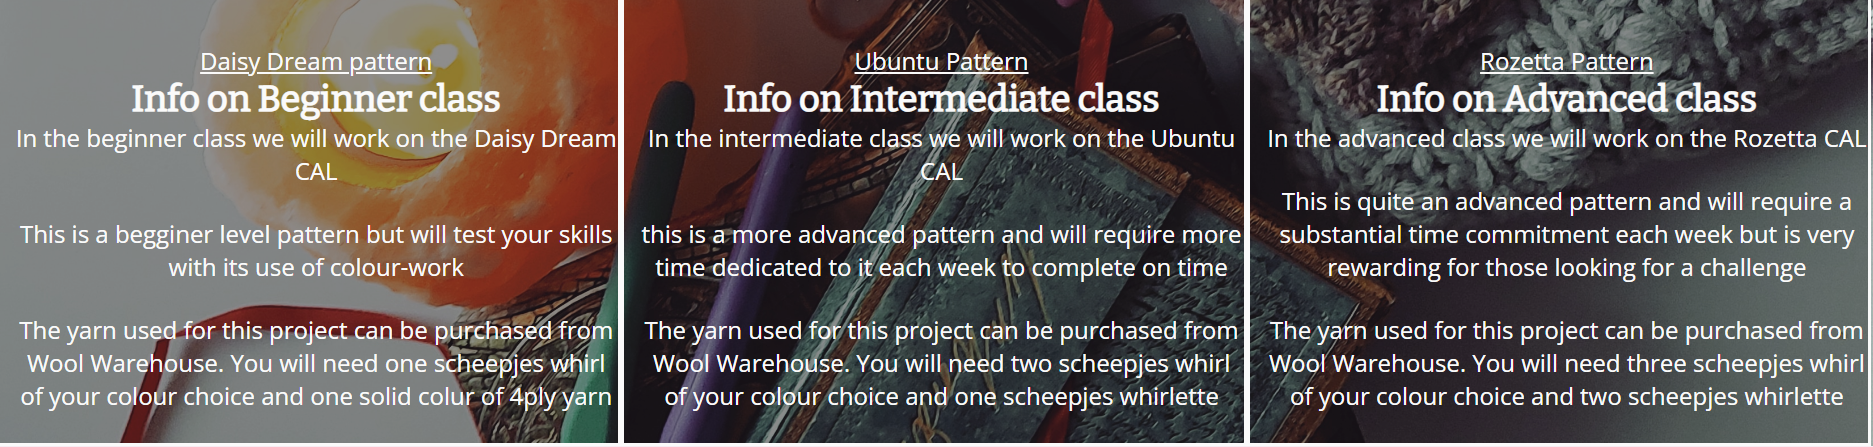 Daisy Dream pattern
Info on Beginner class
In the beginner class we will work on the Daisy Dream
CAL
This is a begginer level pattern but will test your skills
with its use of colour-work
The yarn used for this project can be purchased from
Wool Warehouse. You will need one scheepjes whirl
of your colour choice and one solid colur of 4ply yarn
Ubuntu Pattern
Info on Intermediate class
In the intermediate class we will work on the Ubuntu
CAL
this is a more advanced pattern and will require more
time dedicated to it each week to complete on time
The yarn used for this project can be purchased from
Wool Warehouse. You will need two scheepjes whirl
of your colour choice and one scheepjes whirlette
Rozetta Pattern
Info on Advanced class
In the advanced class we will work on the Rozetta CAL
This is quite an advanced pattern and will require a
substantial time commitment each week but is very
rewarding for those looking for a challenge
The yarn used for this project can be purchased from
Wool Warehouse. You will need three scheepjes whirl
of your colour choice and two scheepjes whirlette